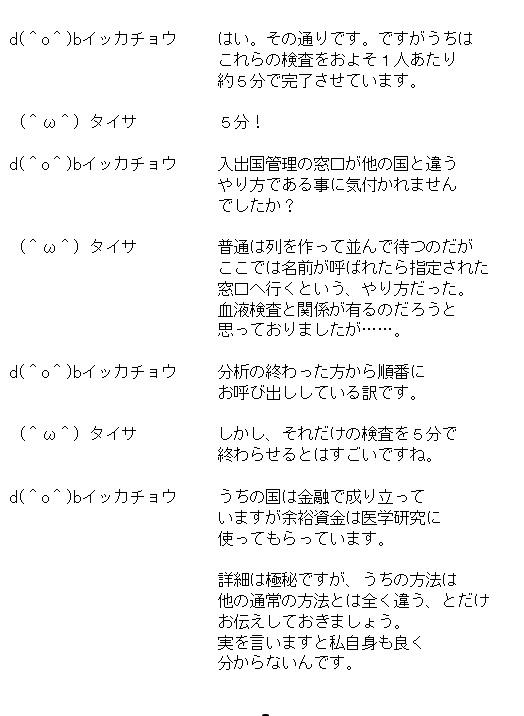 d(＾o＾)bイッカチョウ　はい。その通りです。ですがうちは
これらの検査をおよそ１人あたり
約５分で完了させています。
（＾ω＾）タイサ　５分！
d(＾o＾)bイッカチョウ　入出国管理の窓口が他の国と違う
やり方である事に気付かれません
でしたか？
（＾ω＾）タイサ　普通は列を作って並んで待つのだが
ここでは名前が呼ばれたら指定された
窓口へ行くという、やり方だった。
血液検査と関係が有るのだろうと
思っておりましたが……。
d(＾o＾)bイッカチョウ　分析の終わった方から順番に
お呼び出ししている訳です。
（＾ω＾）タイサ　しかし、それだけの検査を５分で
終わらせるとはすごいですね。
d(＾o＾)bイッカチョウ　うちの国は金融で成り立って
いますが余裕資金は医学研究に
使ってもらっています。
詳細は極秘ですが、うちの方法は
他の通常の方法とは全く違う、とだけ
お伝えしておきましょう。
実を言いますと私自身も良く
分からないんです。